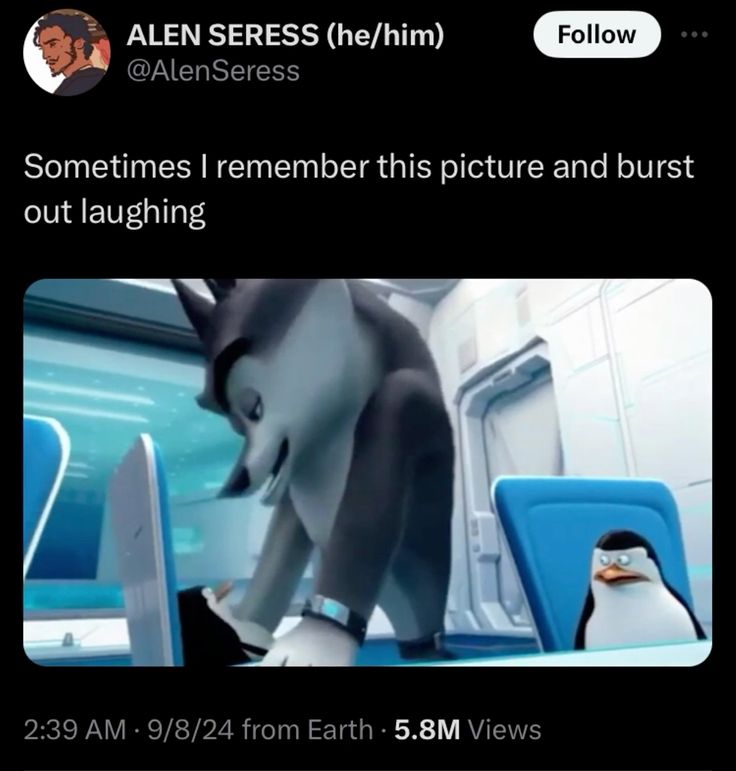 ALEN SERESS (he/him)
Follow
@AlenSeress
Sometimes I remember this picture and burst
out laughing
2:39 AM · 9/8/24 from Earth · 5.8M Views